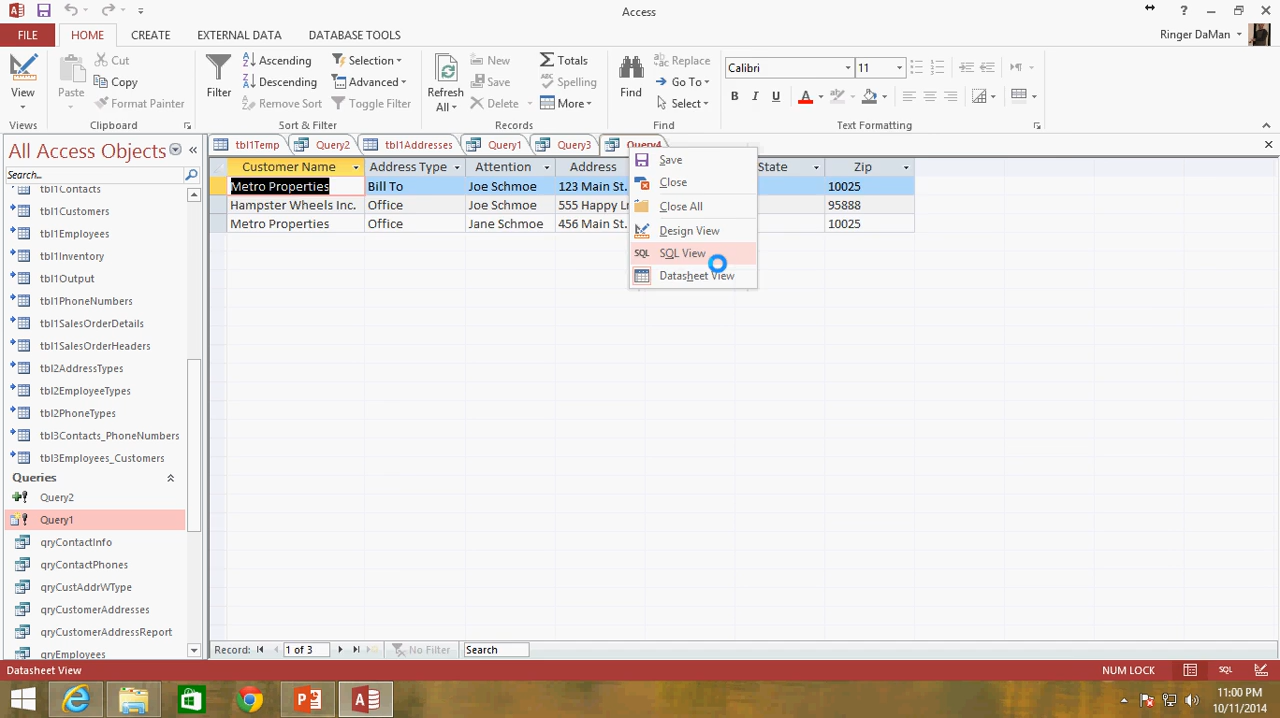 Access
Ringer DaMan
FILE
HOME
CREATE
EXTERNAL DATA
DATABASE TOOLS
View
Views
Paste
Cut
Copy
Format Painter
Clipboard
Filter
Ascending
Descending
Remove Sort
Selection
Advanced
Toggle Filter
Sort & Filter
Refresh
All
New
Save
Delete
Totals
Spelling
More
Records
Find
Replace
Go To
Select
Find
Calibri
11
B I U
Text Formatting
All Access Objects
Search...
tbl1Contacts
tbl1Customers
tbl1Employees
tbl1Inventory
tbl1Output
tbl1PhoneNumbers
tbl1SalesOrderDetails
tbl1SalesOrderHeaders
tbl2AddressTypes
tbl2EmployeeTypes
tbl2PhoneTypes
tbl3Contacts_PhoneNumbers
tbl3Employees_Customers
Queries
Query2
Query1
qryContactInfo
qryContactPhones
qryCustAddrWType
qryCustomerAddresses
qryCustomerAddressReport
qryEmployees
tbl1Temp
Query2
tbl1Addresses
Query1
Query3
Query4
Customer Name Address Type Attention Address State Zip
Metro Properties Bill To Joe Schmoe 123 Main St. 10025
Hampster Wheels Inc. Office Joe Schmoe 555 Happy 95888
Metro Properties Office Jane Schmoe 456 Main St. 10025
Save
Close
Close All
Design View
SQL SQL View
Datasheet View
Record: 1 of 3 No Filter Search
Datasheet View
NUM LOCK
SQL
11:00 PM
10/11/2014